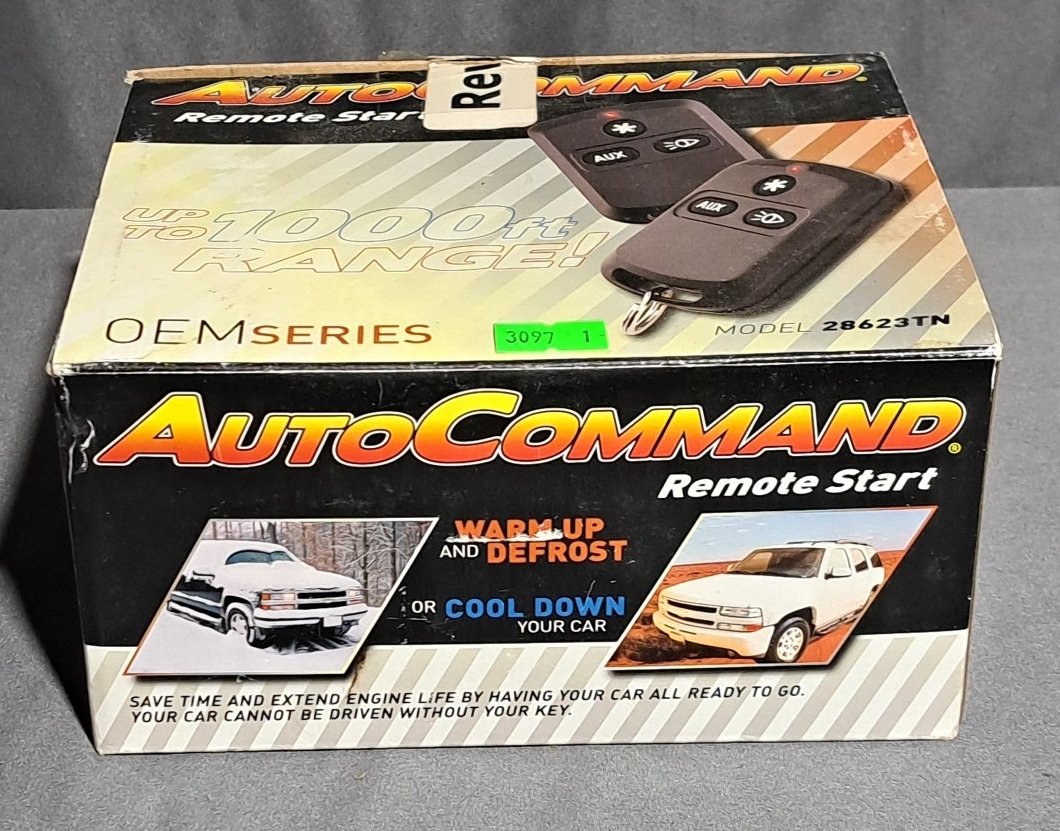 AUTOCOMMAND®
Rev
Remote Start
AUX
AUX
UP TO 1000ft
RANGE!
OEMSERIES
3097 1
MODEL 28623TN
AUTOCOMMAND®
Remote Start
WARM UP
AND DEFROST
OR COOL DOWN
YOUR CAR
SAVE TIME AND EXTEND ENGINE LiFE BY HAVING YOUR CAR ALL READY TO GO.
YOUR CAR CANNOT BE DRIVEN WITHOUT YOUR KEY.